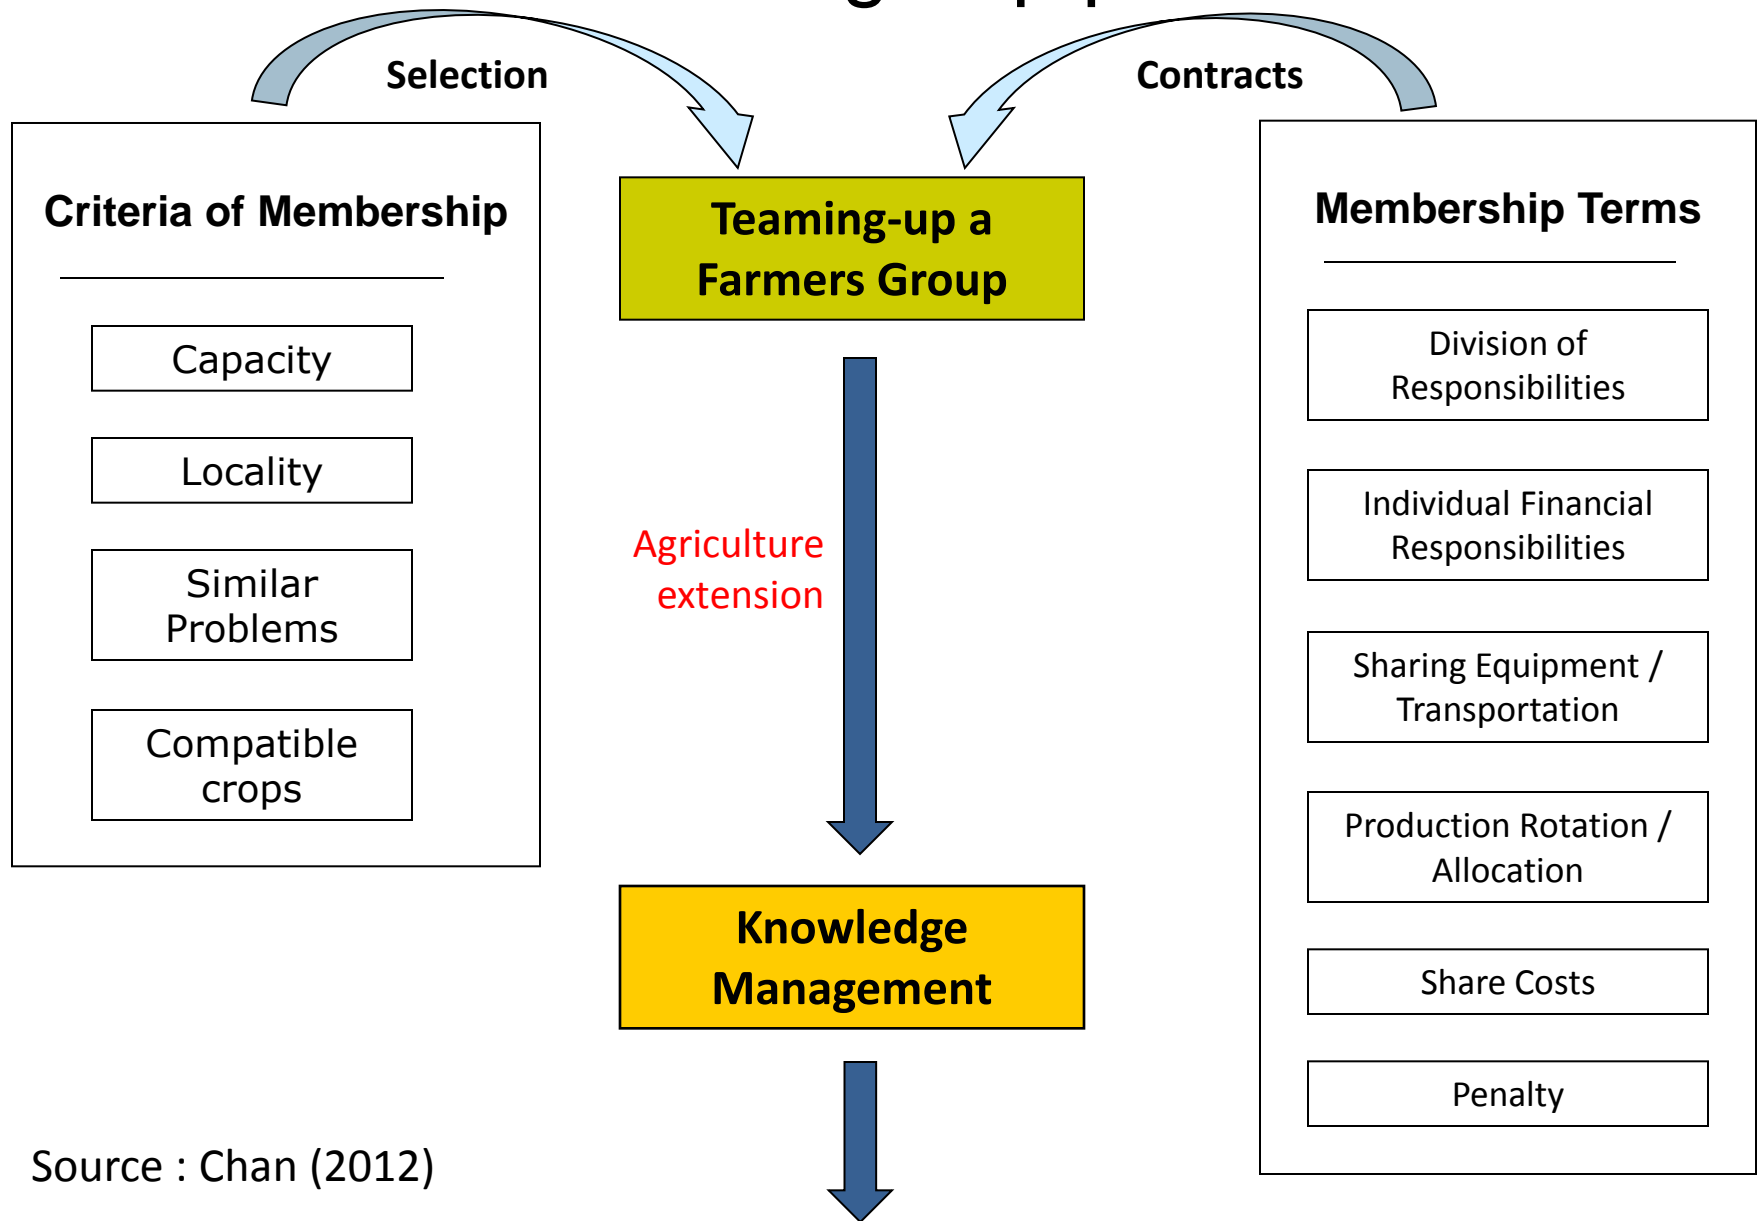 Selection
Contracts
Criteria of Membership
Capacity
Locality
Similar
Problems
Compatible
crops
Teaming-up a
Farmers Group
Agriculture
extension
Knowledge
Management
Membership Terms
Division of
Responsibilities
Individual Financial
Responsibilities
Sharing Equipment /
Transportation
Production Rotation /
Allocation
Share Costs
Penalty
Source : Chan (2012)